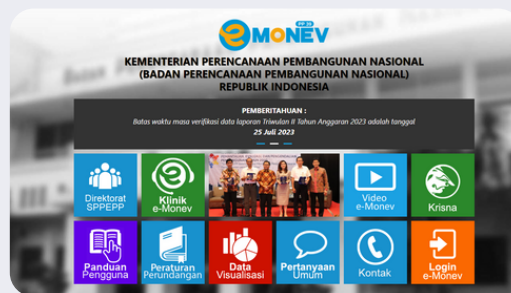 PP 39
eMONEV
KEMENTERIAN PERENCANAAN PEMBANGUNAN NASIONAL
(BADAN PERENCANAAN PEMBANGUNAN NASIONAL)
REPUBLIK INDONESIA
PEMBERITAHUAN :
Batas waktu masa verifikasi data laporan Triwulan II Tahun Anggaran 2023 adalah tanggal
25 Juli 2023
Direktorat
SPPEPP
Klinik
e-Monev
Video
e-Monev
Krisna
Panduan
Pengguna
Peraturan
Perundangan
Data
Visualisasi
Pertanyaan
Umum
Kontak
Login
e-Monev